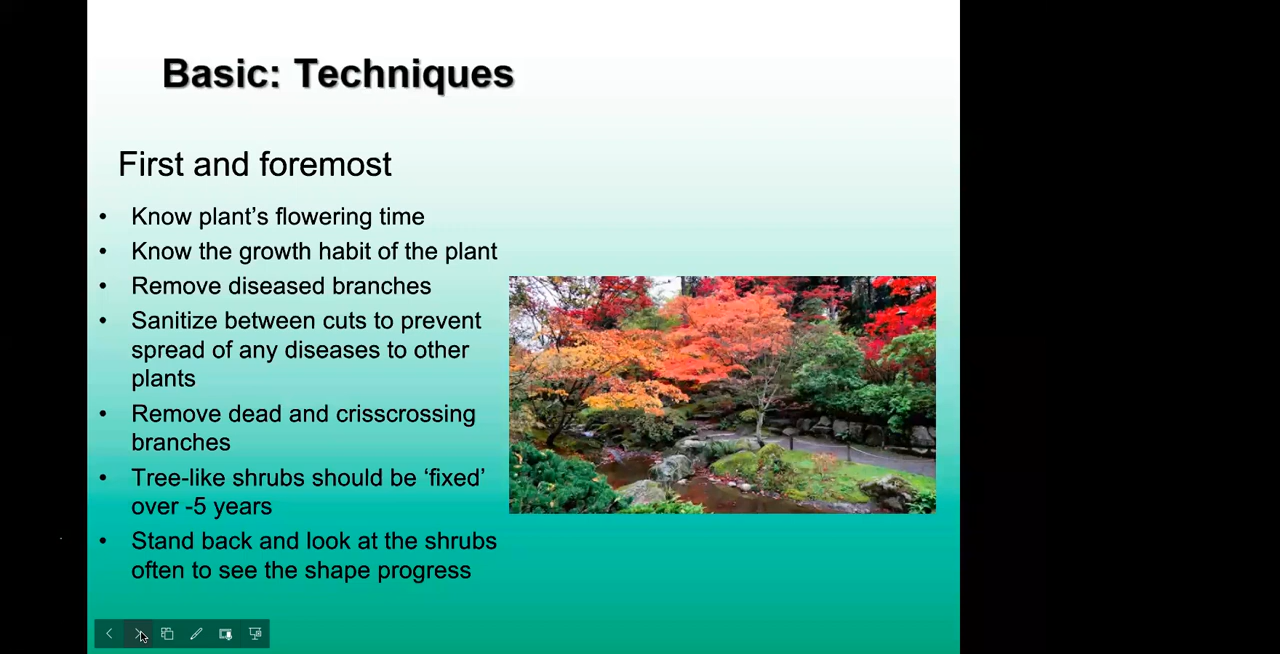 Basic: Techniques
First and foremost
• Know plant’s flowering time
• Know the growth habit of the plant
• Remove diseased branches
• Sanitize between cuts to prevent
spread of any diseases to other
plants
• Remove dead and crisscrossing
branches
• Tree-like shrubs should be ‘fixed’
over -5 years
• Stand back and look at the shrubs
often to see the shape progress